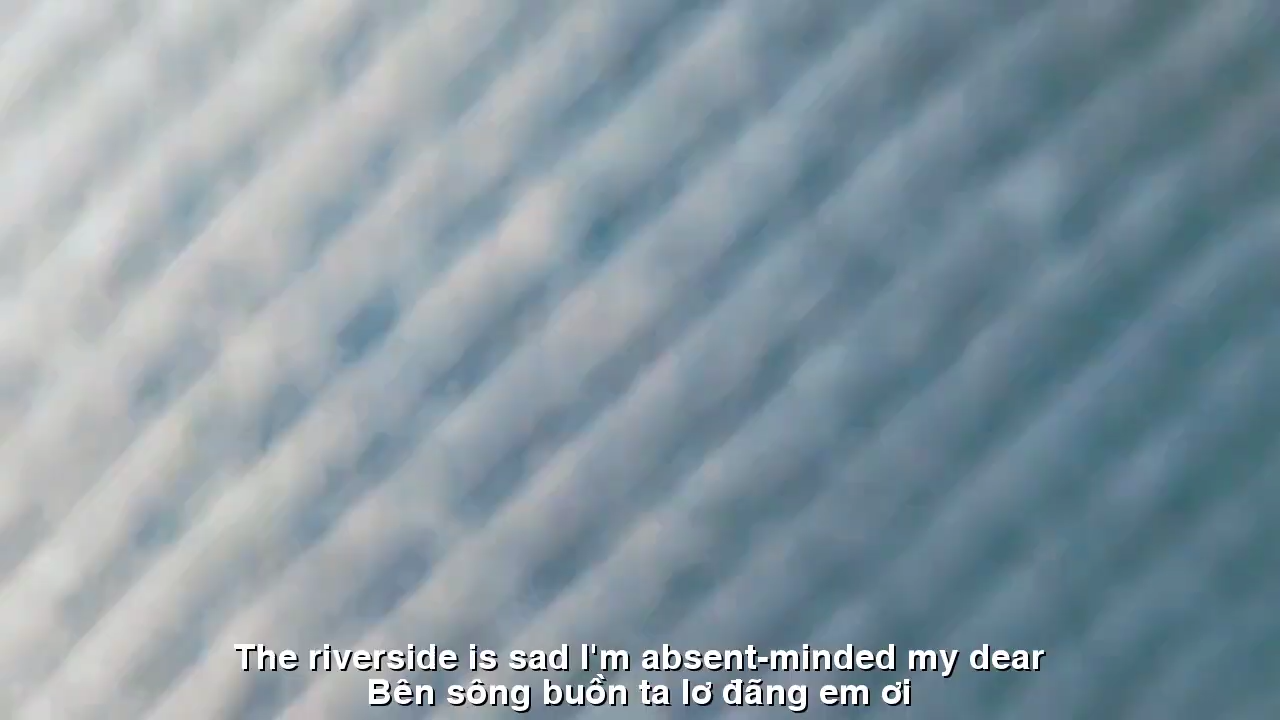 The riverside is sad I'm absent-minded my dear
Bên sông buồn ta lơ đãng em ơi